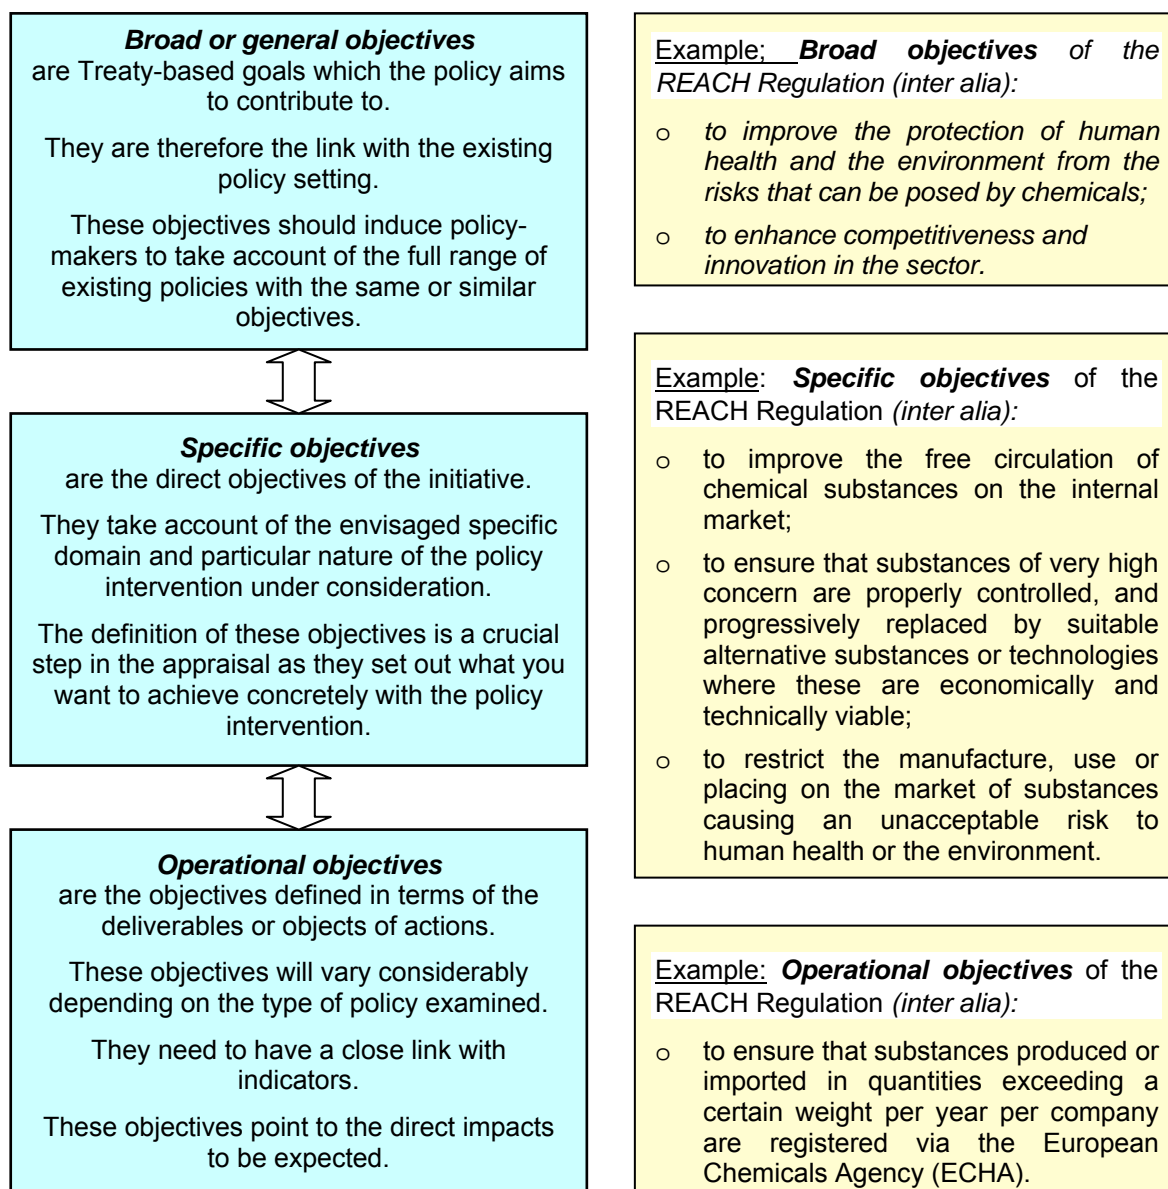 Broad or general objectives
are Treaty-based goals which the policy aims
to contribute to.
They are therefore the link with the existing
policy setting.
These objectives should induce policy-
makers to take account of the full range of
existing policies with the same or similar
objectives.
Example; Broad objectives of the
REACH Regulation (inter alia):
o to improve the protection of human
health and the environment from the
risks that can be posed by chemicals;
o to enhance competitiveness and
innovation in the sector.
Specific objectives
are the direct objectives of the initiative.
They take account of the envisaged specific
domain and particular nature of the policy
intervention under consideration.
The definition of these objectives is a crucial
step in the appraisal as they set out what you
want to achieve concretely with the policy
intervention.
Example: Specific objectives of the
REACH Regulation (inter alia):
o to improve the free circulation of
chemical substances on the internal
market;
o to ensure that substances of very high
concern are properly controlled, and
progressively replaced by suitable
alternative substances or technologies
where these are economically and
technically viable;
o to restrict the manufacture, use or
placing on the market of substances
causing an unacceptable risk to
human health or the environment.
Operational objectives
are the objectives defined in terms of the
deliverables or objects of actions.
These objectives will vary considerably
depending on the type of policy examined.
They need to have a close link with
indicators.
These objectives point to the direct impacts
to be expected.
Example: Operational objectives of the
REACH Regulation (inter alia):
o to ensure that substances produced or
imported in quantities exceeding a
certain weight per year per company
are registered via the European
Chemicals Agency (ECHA).